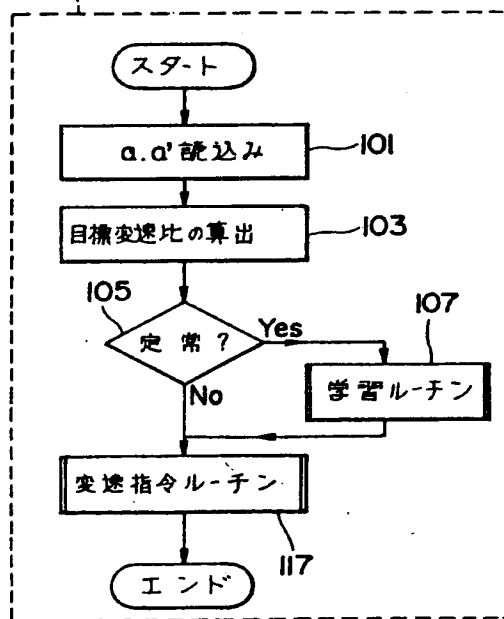 スタート
a.a'読込み
101
目標変速比の算出
103
105
定常?
Yes
107
No
学習ルーチン
変速指令ルーチン
117
エンド